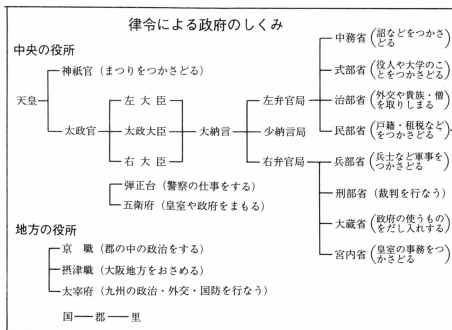 律令による政府のしくみ
中央の役所
天皇
神祇官（まつりをつかさどる）
太政官
左大臣
太政大臣
右大臣
大納言
左弁官局
少納言局
右弁官局
中務省（詔などをつかさどる）
式部省（役人や大学のことをつかさどる）
治部省（外交や貴族・僧を取りしまる）
民部省（戸籍・租税などをつかさどる）
兵部省（兵士など軍事をつかさどる）
刑部省（裁判を行なう）
大蔵省（政府の使うものをだし入れする）
宮内省（皇室の事務をつかさどる）
弾正台（警察の仕事をする）
五衛府（皇室や政府をまもる）
地方の役所
京職（都の中の政治をする）
摂津職（大阪地方をおさめる）
太宰府（九州の政治・外交・国防を行なう）
国―郡―里